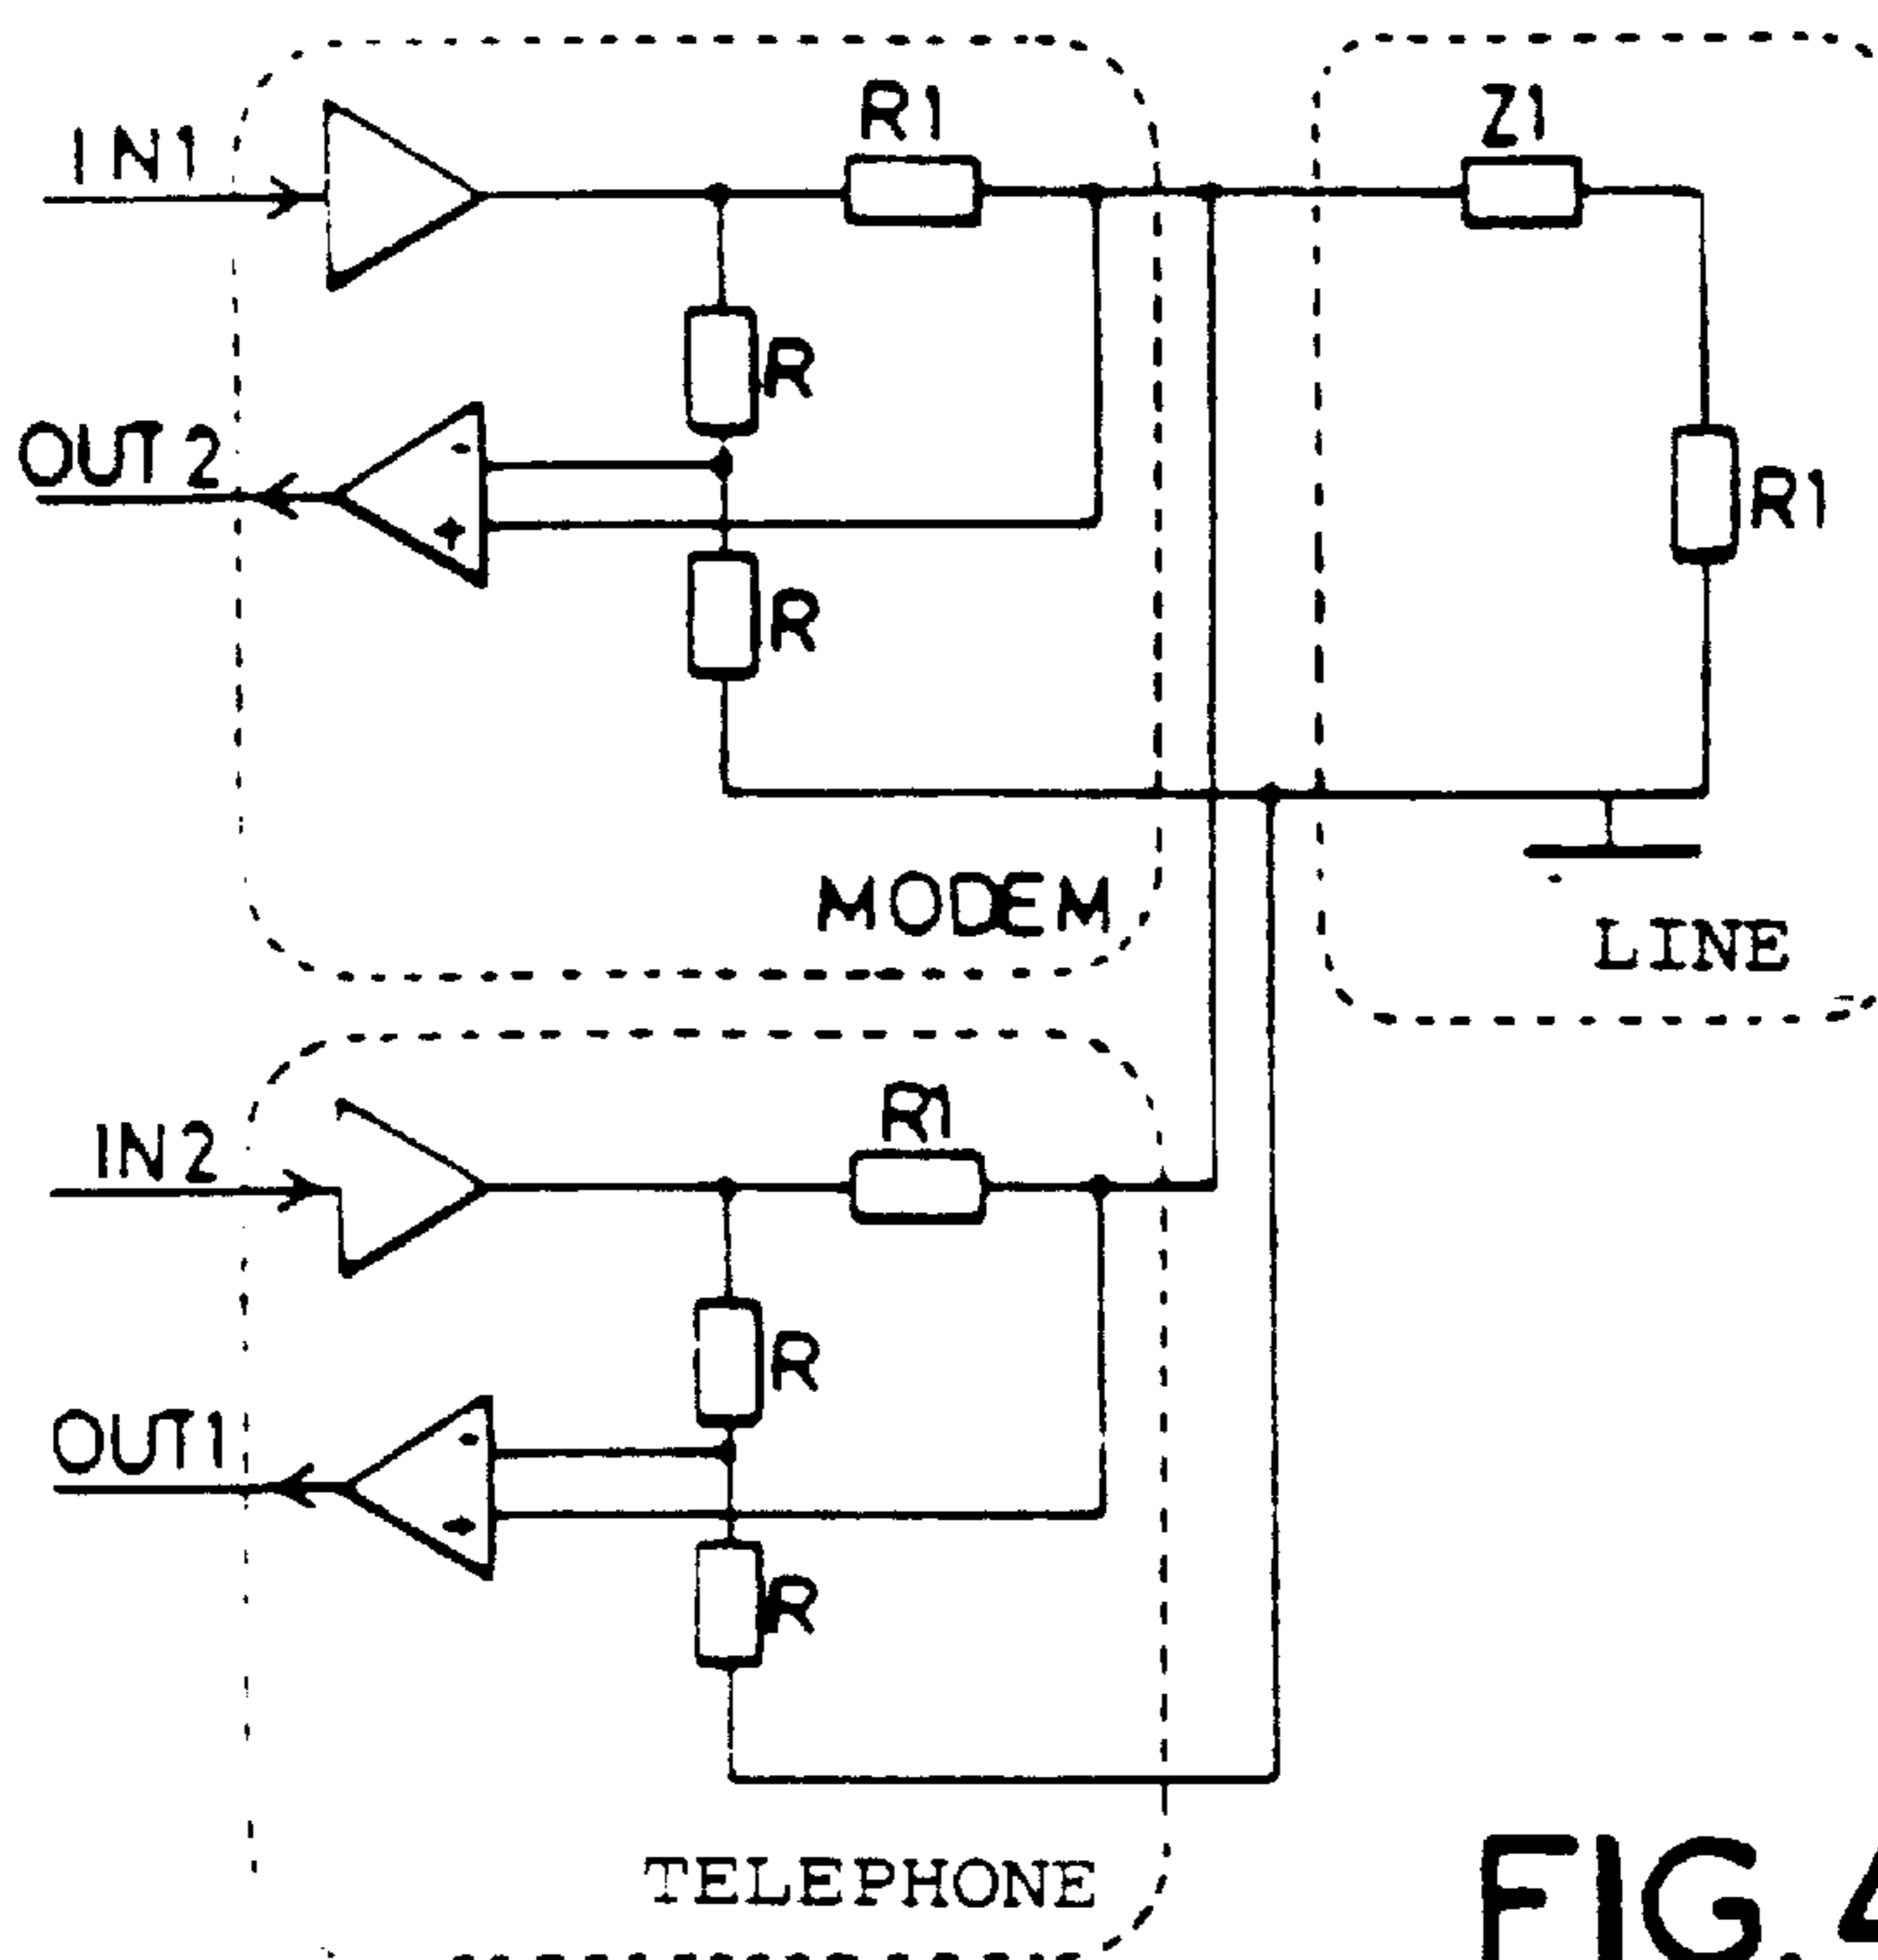 R1
Z1
IN1
R
OUT2
-
+
R1
R
MODEM
LINE
R1
IN2
R
OUT1
-
+
R
TELEPHONE
FIG.4